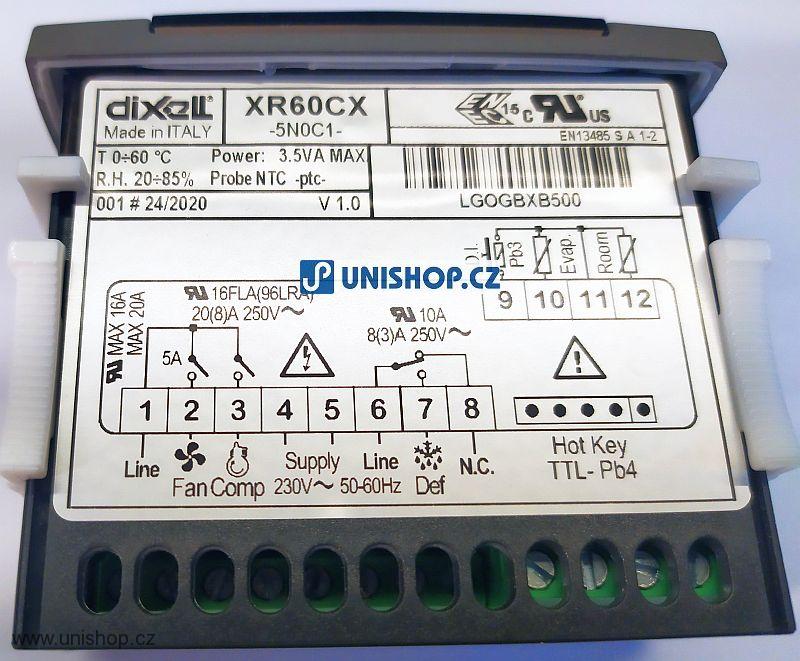 dixell
Made in ITALY
XR60CX
-5N0C1-
EN EC 15 c RU US
EN13485 S A 1-2
T 0÷60 °C Power: 3.5VA MAX
R.H. 20÷85% Probe NTC -ptc-
001 # 24/2020 V 1.0
LGOGBXB500
D.I.
Pb3
Evap.
Room
UNISHOP.CZ
9 10 11 12
MAX 16A
MAX 20A
16FLA(96LRA)
20(8)A 250V~
5A
10A
8(3)A 250V~
1 2 3 4 5 6 7 8
Line Supply Line N.C.
Fan Comp 230V~ 50-60Hz Def
Hot Key
TTL- Pb4
www.unishop.cz